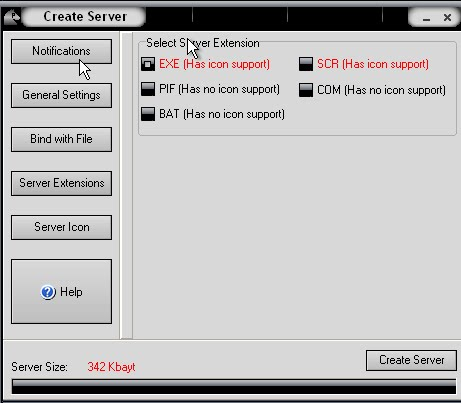 Create Server
Notifications
General Settings
Bind with File
Server Extensions
Server Icon
Help
Select Server Extension
EXE (Has icon support)
SCR (Has icon support)
PIF (Has no icon support)
COM (Has no icon support)
BAT (Has no icon support)
Server Size: 342 Kbayt
Create Server